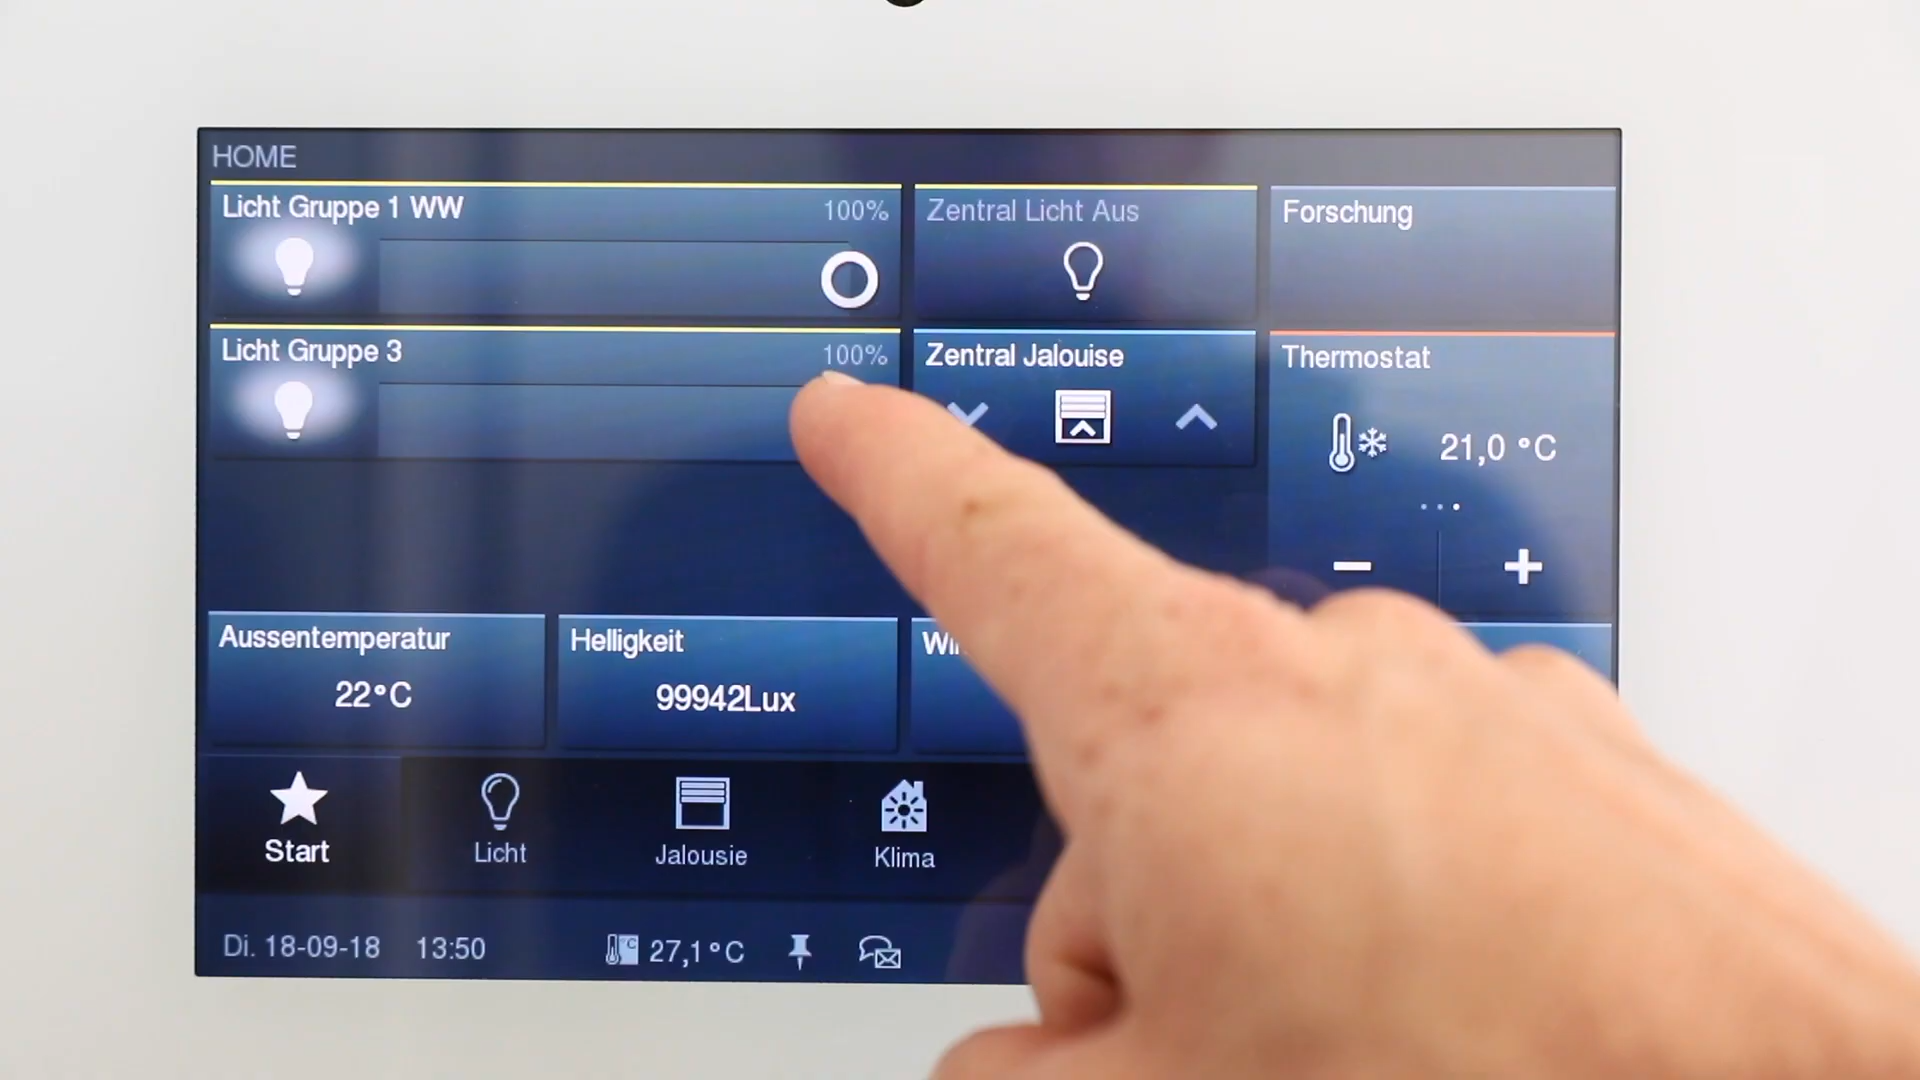 HOME
Licht Gruppe 1 WW
100%
Zentral Licht Aus
Forschung
Licht Gruppe 3
100%
Zentral Jalouise
Thermostat
21,0 °C
Aussentemperatur
22°C
Helligkeit
99942Lux
Start
Licht
Jalousie
Klima
Di. 18-09-18
13:50
27,1°C